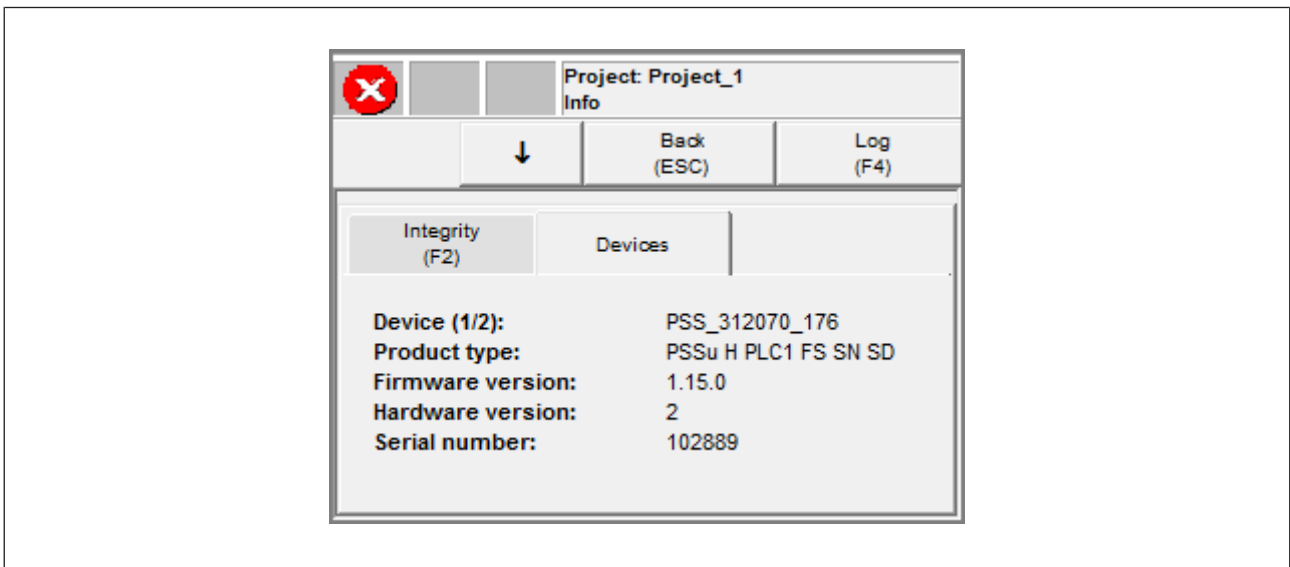 Project: Project_1
Info
↓
Back
(ESC)
Log
(F4)
Integrity
(F2)
Devices
Device (1/2): PSS_312070_176
Product type: PSSu H PLC1 FS SN SD
Firmware version: 1.15.0
Hardware version: 2
Serial number: 102889